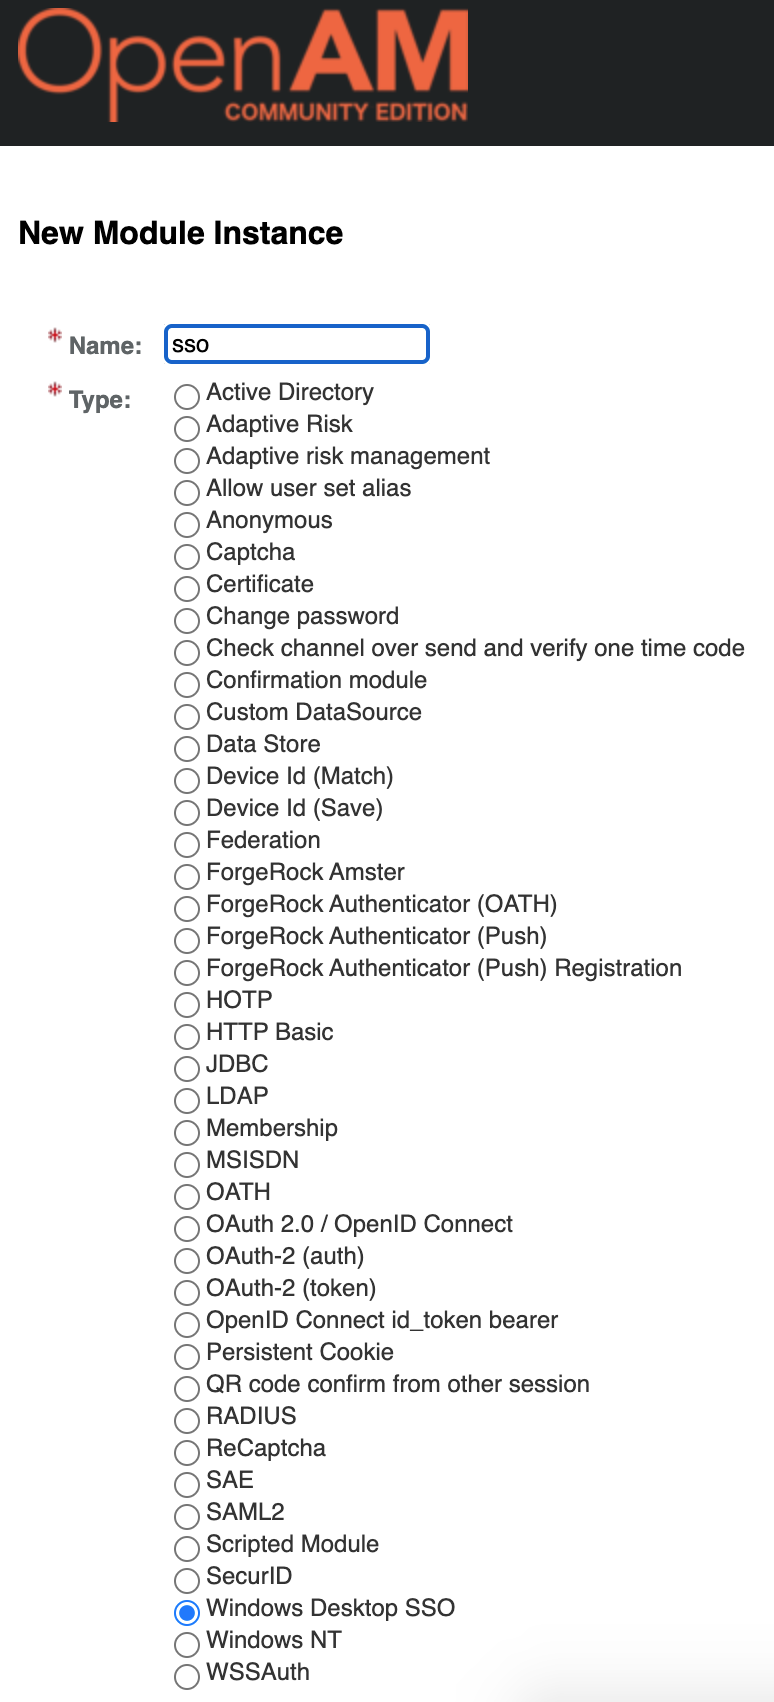 OpenAM
COMMUNITY EDITION
New Module Instance
* Name: sso
* Type:
Active Directory
Adaptive Risk
Adaptive risk management
Allow user set alias
Anonymous
Captcha
Certificate
Change password
Check channel over send and verify one time code
Confirmation module
Custom DataSource
Data Store
Device Id (Match)
Device Id (Save)
Federation
ForgeRock Amster
ForgeRock Authenticator (OATH)
ForgeRock Authenticator (Push)
ForgeRock Authenticator (Push) Registration
HOTP
HTTP Basic
JDBC
LDAP
Membership
MSISDN
OATH
OAuth 2.0 / OpenID Connect
OAuth-2 (auth)
OAuth-2 (token)
OpenID Connect id_token bearer
Persistent Cookie
QR code confirm from other session
RADIUS
ReCaptcha
SAE
SAML2
Scripted Module
SecurID
Windows Desktop SSO
Windows NT
WSSAuth